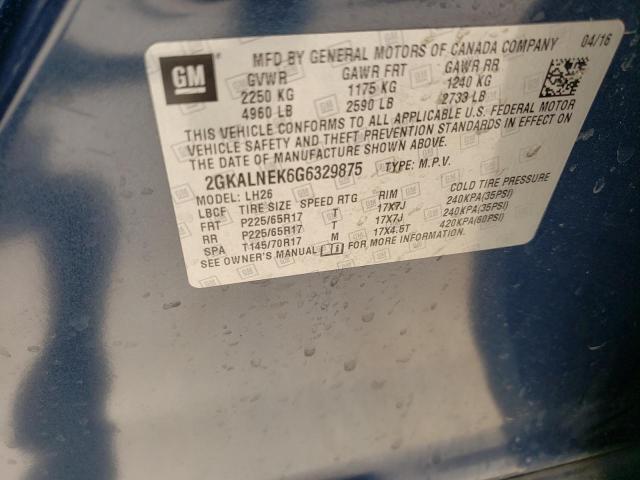 GM
MFD BY GENERAL MOTORS OF CANADA COMPANY 04/16
GVWR GAWR FRT GAWR RR
2250 KG 1175 KG 1240 KG
4960 LB 2590 LB 2733 LB
THIS VEHICLE CONFORMS TO ALL APPLICABLE U.S. FEDERAL MOTOR
VEHICLE SAFETY AND THEFT PREVENTION STANDARDS IN EFFECT ON
THE DATE OF MANUFACTURE SHOWN ABOVE.
2GKALNEK6G6329875 TYPE: M.P.V.
MODEL: LH26
LBCF TIRE SIZE SPEED RTG RIM COLD TIRE PRESSURE
FRT P225/65R17 T 17X7J 240KPA(35PSI)
RR P225/65R17 T 17X7J 240KPA(35PSI)
SPA T145/70R17 M 17X4.5T 420KPA(60PSI)
SEE OWNER'S MANUAL FOR MORE INFORMATION.